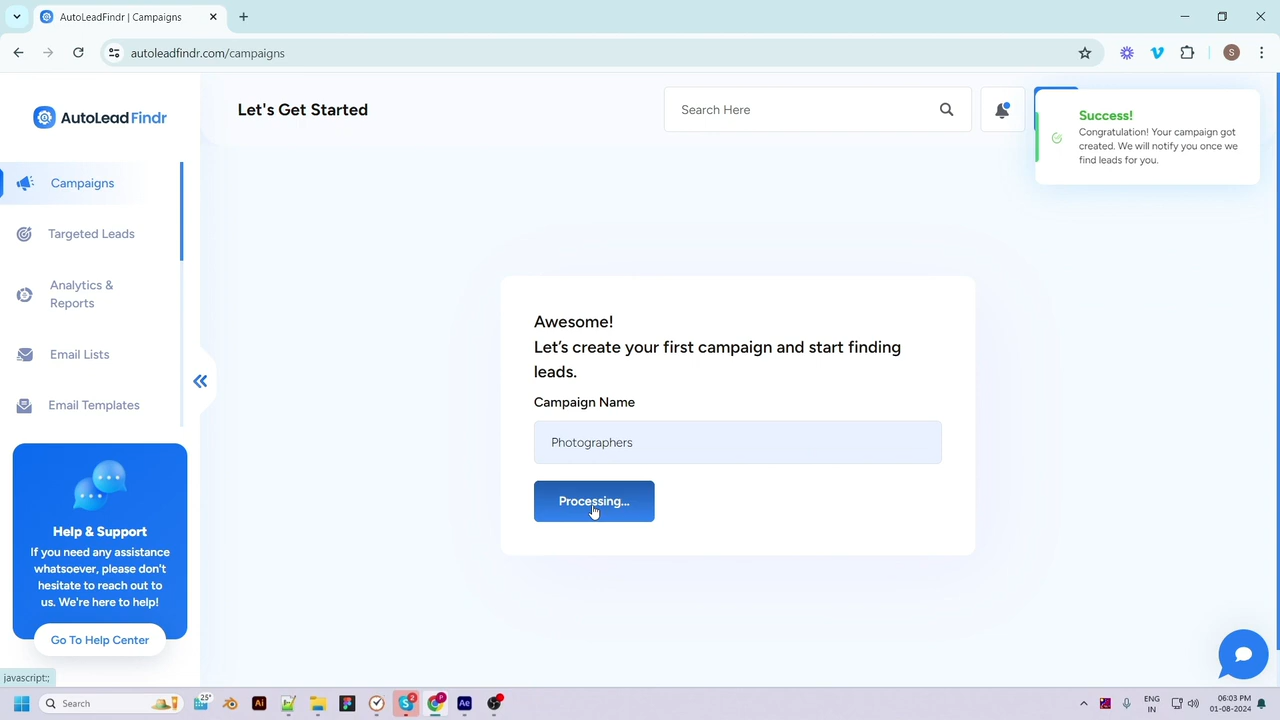 AutoLeadFindr | Campaigns
autoleadfindr.com/campaigns
S
AutoLead Findr
Let's Get Started
Search Here
Success!
Congratulation! Your campaign got
created. We will notify you once we
find leads for you.
Campaigns
Targeted Leads
Analytics &
Reports
Email Lists
Email Templates
Awesome!
Let's create your first campaign and start finding
leads.
Campaign Name
Photographers
Processing...
Help & Support
If you need any assistance
whatsoever, please don't
hesitate to reach out to
us. We're here to help!
Go To Help Center
javascript:;
Search
25°
Ai
2
P
Ae
ENG
IN
06:03 PM
01-08-2024